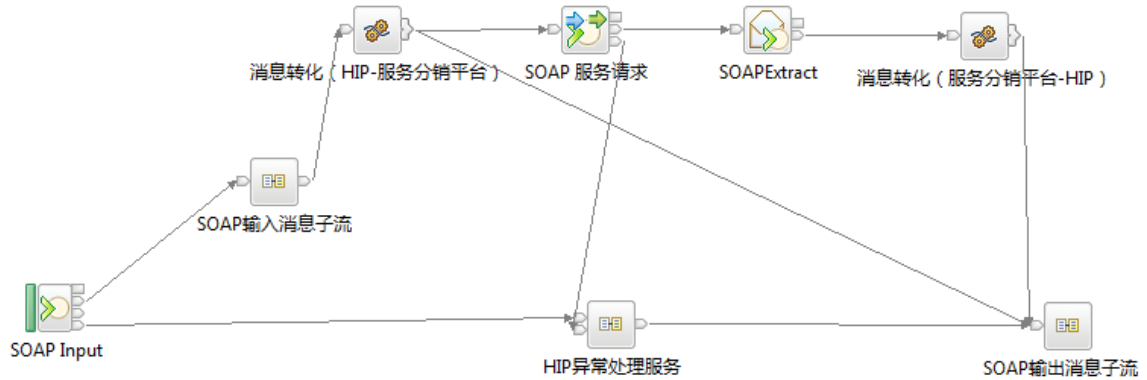 消息转化（HIP-服务分销平台）
SOAP 服务请求
SOAPExtract
消息转化（服务分销平台-HIP）
SOAP输入消息子流
SOAP Input
HIP异常处理服务
SOAP输出消息子流